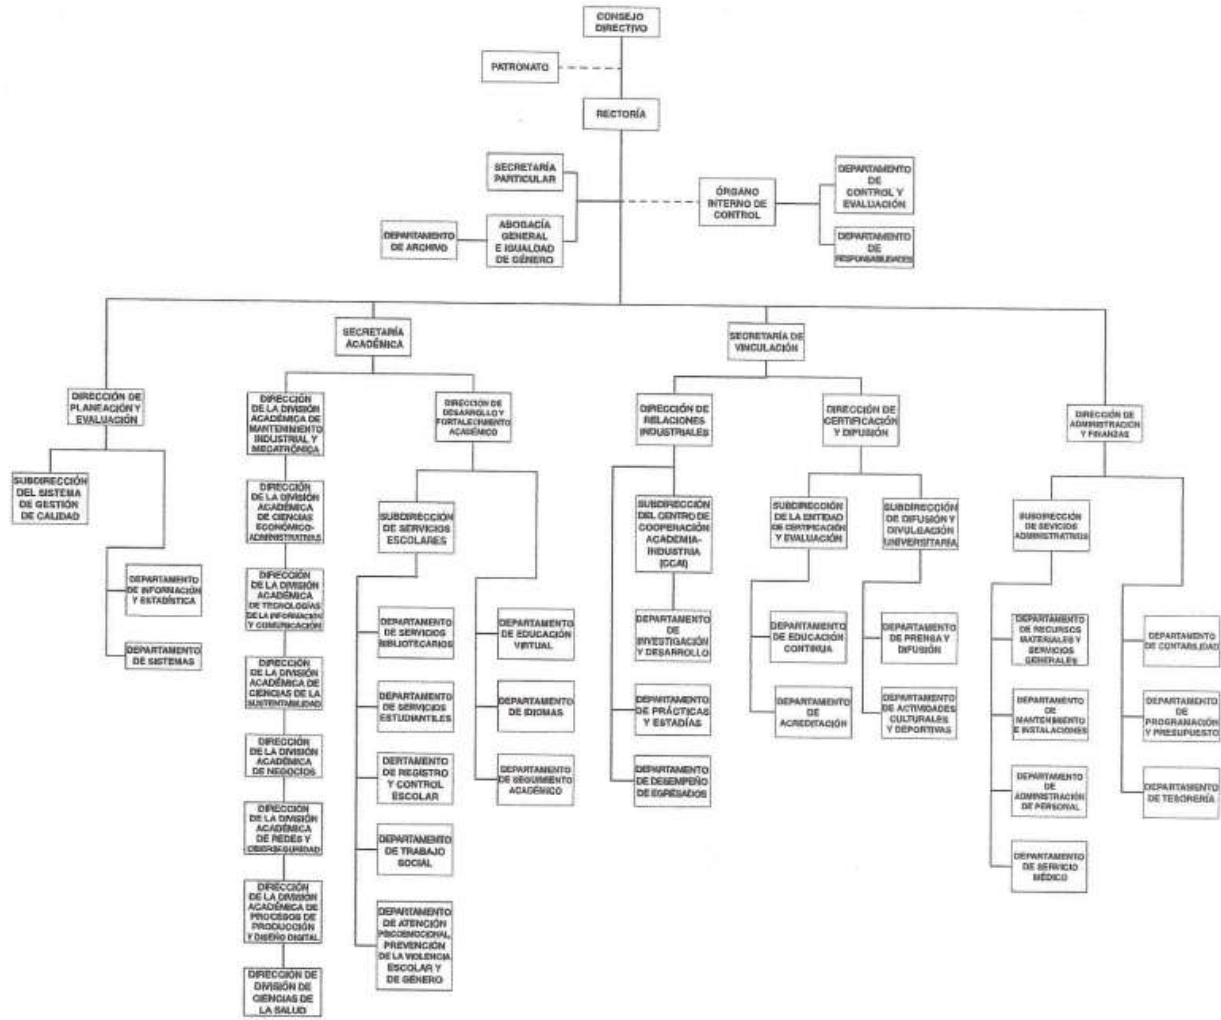 CONSEJO
DIRECTIVO
PATRONATO
RECTORÍA
SECRETARÍA
PARTICULAR
ÓRGANO
INTERNO DE
CONTROL
DEPARTAMENTO
DE
CONTROL Y
EVALUACIÓN
DEPARTAMENTO
DE ARCHIVO
ABOGACÍA
GENERAL
E IGUALDAD
DE GÉNERO
DEPARTAMENTO
DE
RESPONSABILIDADES
SECRETARÍA
ACADÉMICA
SECRETARÍA DE
VINCULACIÓN
DIRECCIÓN DE
PLANEACIÓN Y
EVALUACIÓN
DIRECCIÓN
DE LA DIVISIÓN
ACADÉMICA DE
MANTENIMIENTO
INDUSTRIAL Y
MECATRÓNICA
DIRECCIÓN DE
DESARROLLO Y
FORTALECIMIENTO
ACADÉMICO
DIRECCIÓN DE
RELACIONES
INDUSTRIALES
DIRECCIÓN DE
CERTIFICACIÓN
Y DIFUSIÓN
DIRECCIÓN DE
ADMINISTRACIÓN
Y FINANZAS
SUBDIRECCIÓN
DEL SISTEMA
DE GESTIÓN
DE CALIDAD
DIRECCIÓN
DE LA DIVISIÓN
ACADÉMICA
DE CIENCIAS
ECONÓMICO-
ADMINISTRATIVAS
SUBDIRECCIÓN
DE SERVICIOS
ESCOLARES
SUBDIRECCIÓN
DEL CENTRO DE
COOPERACIÓN
ACADEMIA-
INDUSTRIA
(CCAI)
SUBDIRECCIÓN
DE LA ENTIDAD
DE CERTIFICACIÓN
Y EVALUACIÓN
SUBDIRECCIÓN
DE DIFUSIÓN Y
DIVULGACIÓN
UNIVERSITARIA
SUBDIRECCIÓN
DE SEVICIOS
ADMINISTRATIVOS
DEPARTAMENTO
DE INFORMACIÓN
Y ESTADÍSTICA
DEPARTAMENTO
DE SISTEMAS
DIRECCIÓN
DE LA DIVISIÓN
ACADÉMICA
DE TECNOLOGÍAS
DE LA INFORMACIÓN
Y COMUNICACIÓN
DEPARTAMENTO
DE SERVICIOS
BIBLIOTECARIOS
DEPARTAMENTO
DE EDUCACIÓN
VIRTUAL
DEPARTAMENTO
DE
INVESTIGACIÓN
Y DESARROLLO
DEPARTAMENTO
DE EDUCACIÓN
CONTINUA
DEPARTAMENTO
DE PRENSA Y
DIFUSIÓN
DEPARTAMENTO
DE RECURSOS
MATERIALES Y
SERVICIOS
GENERALES
DEPARTAMENTO
DE CONTABILIDAD
DIRECCIÓN
DE LA DIVISIÓN
ACADÉMICA DE
CIENCIAS DE LA
SUSTENTABILIDAD
DEPARTAMENTO
DE SERVICIOS
ESTUDIANTILES
DEPARTAMENTO
DE IDIOMAS
DEPARTAMENTO
DE PRÁCTICAS
Y ESTADÍAS
DEPARTAMENTO
DE
ACREDITACIÓN
DEPARTAMENTO
DE ACTIVIDADES
CULTURALES
Y DEPORTIVAS
DEPARTAMENTO
DE
MANTENIMIENTO
E INSTALACIONES
DEPARTAMENTO
DE
PROGRAMACIÓN
Y PRESUPUESTO
DIRECCIÓN
DE LA DIVISIÓN
ACADÉMICA
DE NEGOCIOS
DERTAMENTO
DE REGISTRO
Y CONTROL
ESCOLAR
DEPARTAMENTO
DE SEGUIMIENTO
ACADÉMICO
DEPARTAMENTO
DE DESEMPEÑO
DE EGRESADOS
DEPARTAMENTO
DE
ADMINISTRACIÓN
DE PERSONAL
DEPARTAMENTO
DE TESORERÍA
DIRECCIÓN
DE LA DIVISIÓN
ACADÉMICA
DE REDES Y
CIBERSEGURIDAD
DEPARTAMENTO
DE TRABAJO
SOCIAL
DEPARTAMENTO
DE SERVICIO
MÉDICO
DIRECCIÓN
DE LA DIVISIÓN
ACADÉMICA DE
PROCESOS DE
PRODUCCIÓN
Y DISEÑO DIGITAL
DEPARTAMENTO
DE ATENCIÓN
PSICOEMOCIONAL,
PREVENCIÓN
DE LA VIOLENCIA
ESCOLAR Y
DE GÉNERO
DIRECCIÓN DE
DIVISIÓN DE
CIENCIAS DE
LA SALUD